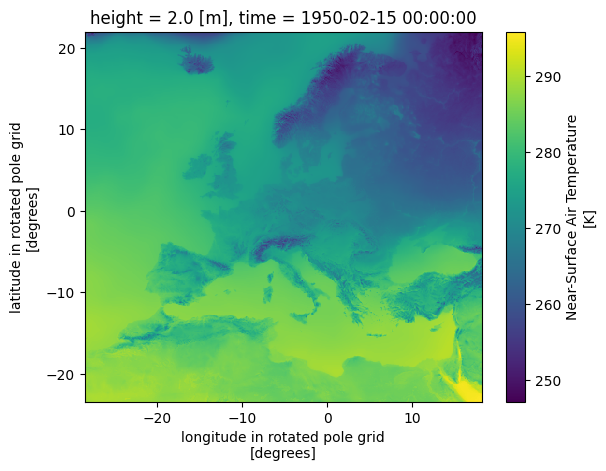 height = 2.0 [m], time = 1950-02-15 00:00:00
20
10
0
−10
−20
latitude in rotated pole grid
[degrees]
−20
−10
0
10
longitude in rotated pole grid
[degrees]
290
280
270
260
250
Near-Surface Air Temperature
[K]